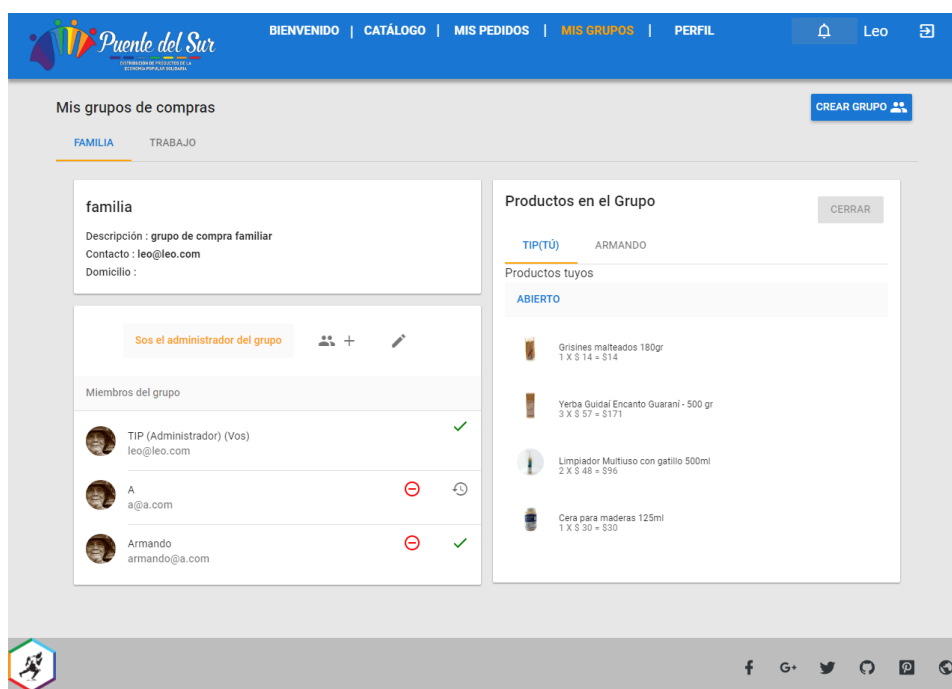 Puente del Sur
DISTRIBUCIÓN DE PRODUCTOS DE LA
ECONOMÍA POPULAR SOLIDARIA
BIENVENIDO | CATÁLOGO | MIS PEDIDOS | MIS GRUPOS | PERFIL
Leo
Mis grupos de compras
CREAR GRUPO
FAMILIA
TRABAJO
familia
Descripción : grupo de compra familiar
Contacto : leo@leo.com
Domicilio :
Sos el administrador del grupo
Miembros del grupo
TIP (Administrador) (Vos)
leo@leo.com
A
a@a.com
Armando
armando@a.com
Productos en el Grupo
CERRAR
TIP(TÚ)
ARMANDO
Productos tuyos
ABIERTO
Grisines malteados 180gr
1 X $ 14 = $14
Yerba Guidaí Encanto Guaraní - 500 gr
3 X $ 57 = $171
Limpiador Multiuso con gatillo 500ml
2 X $ 48 = $96
Cera para maderas 125ml
1 X $ 30 = $30